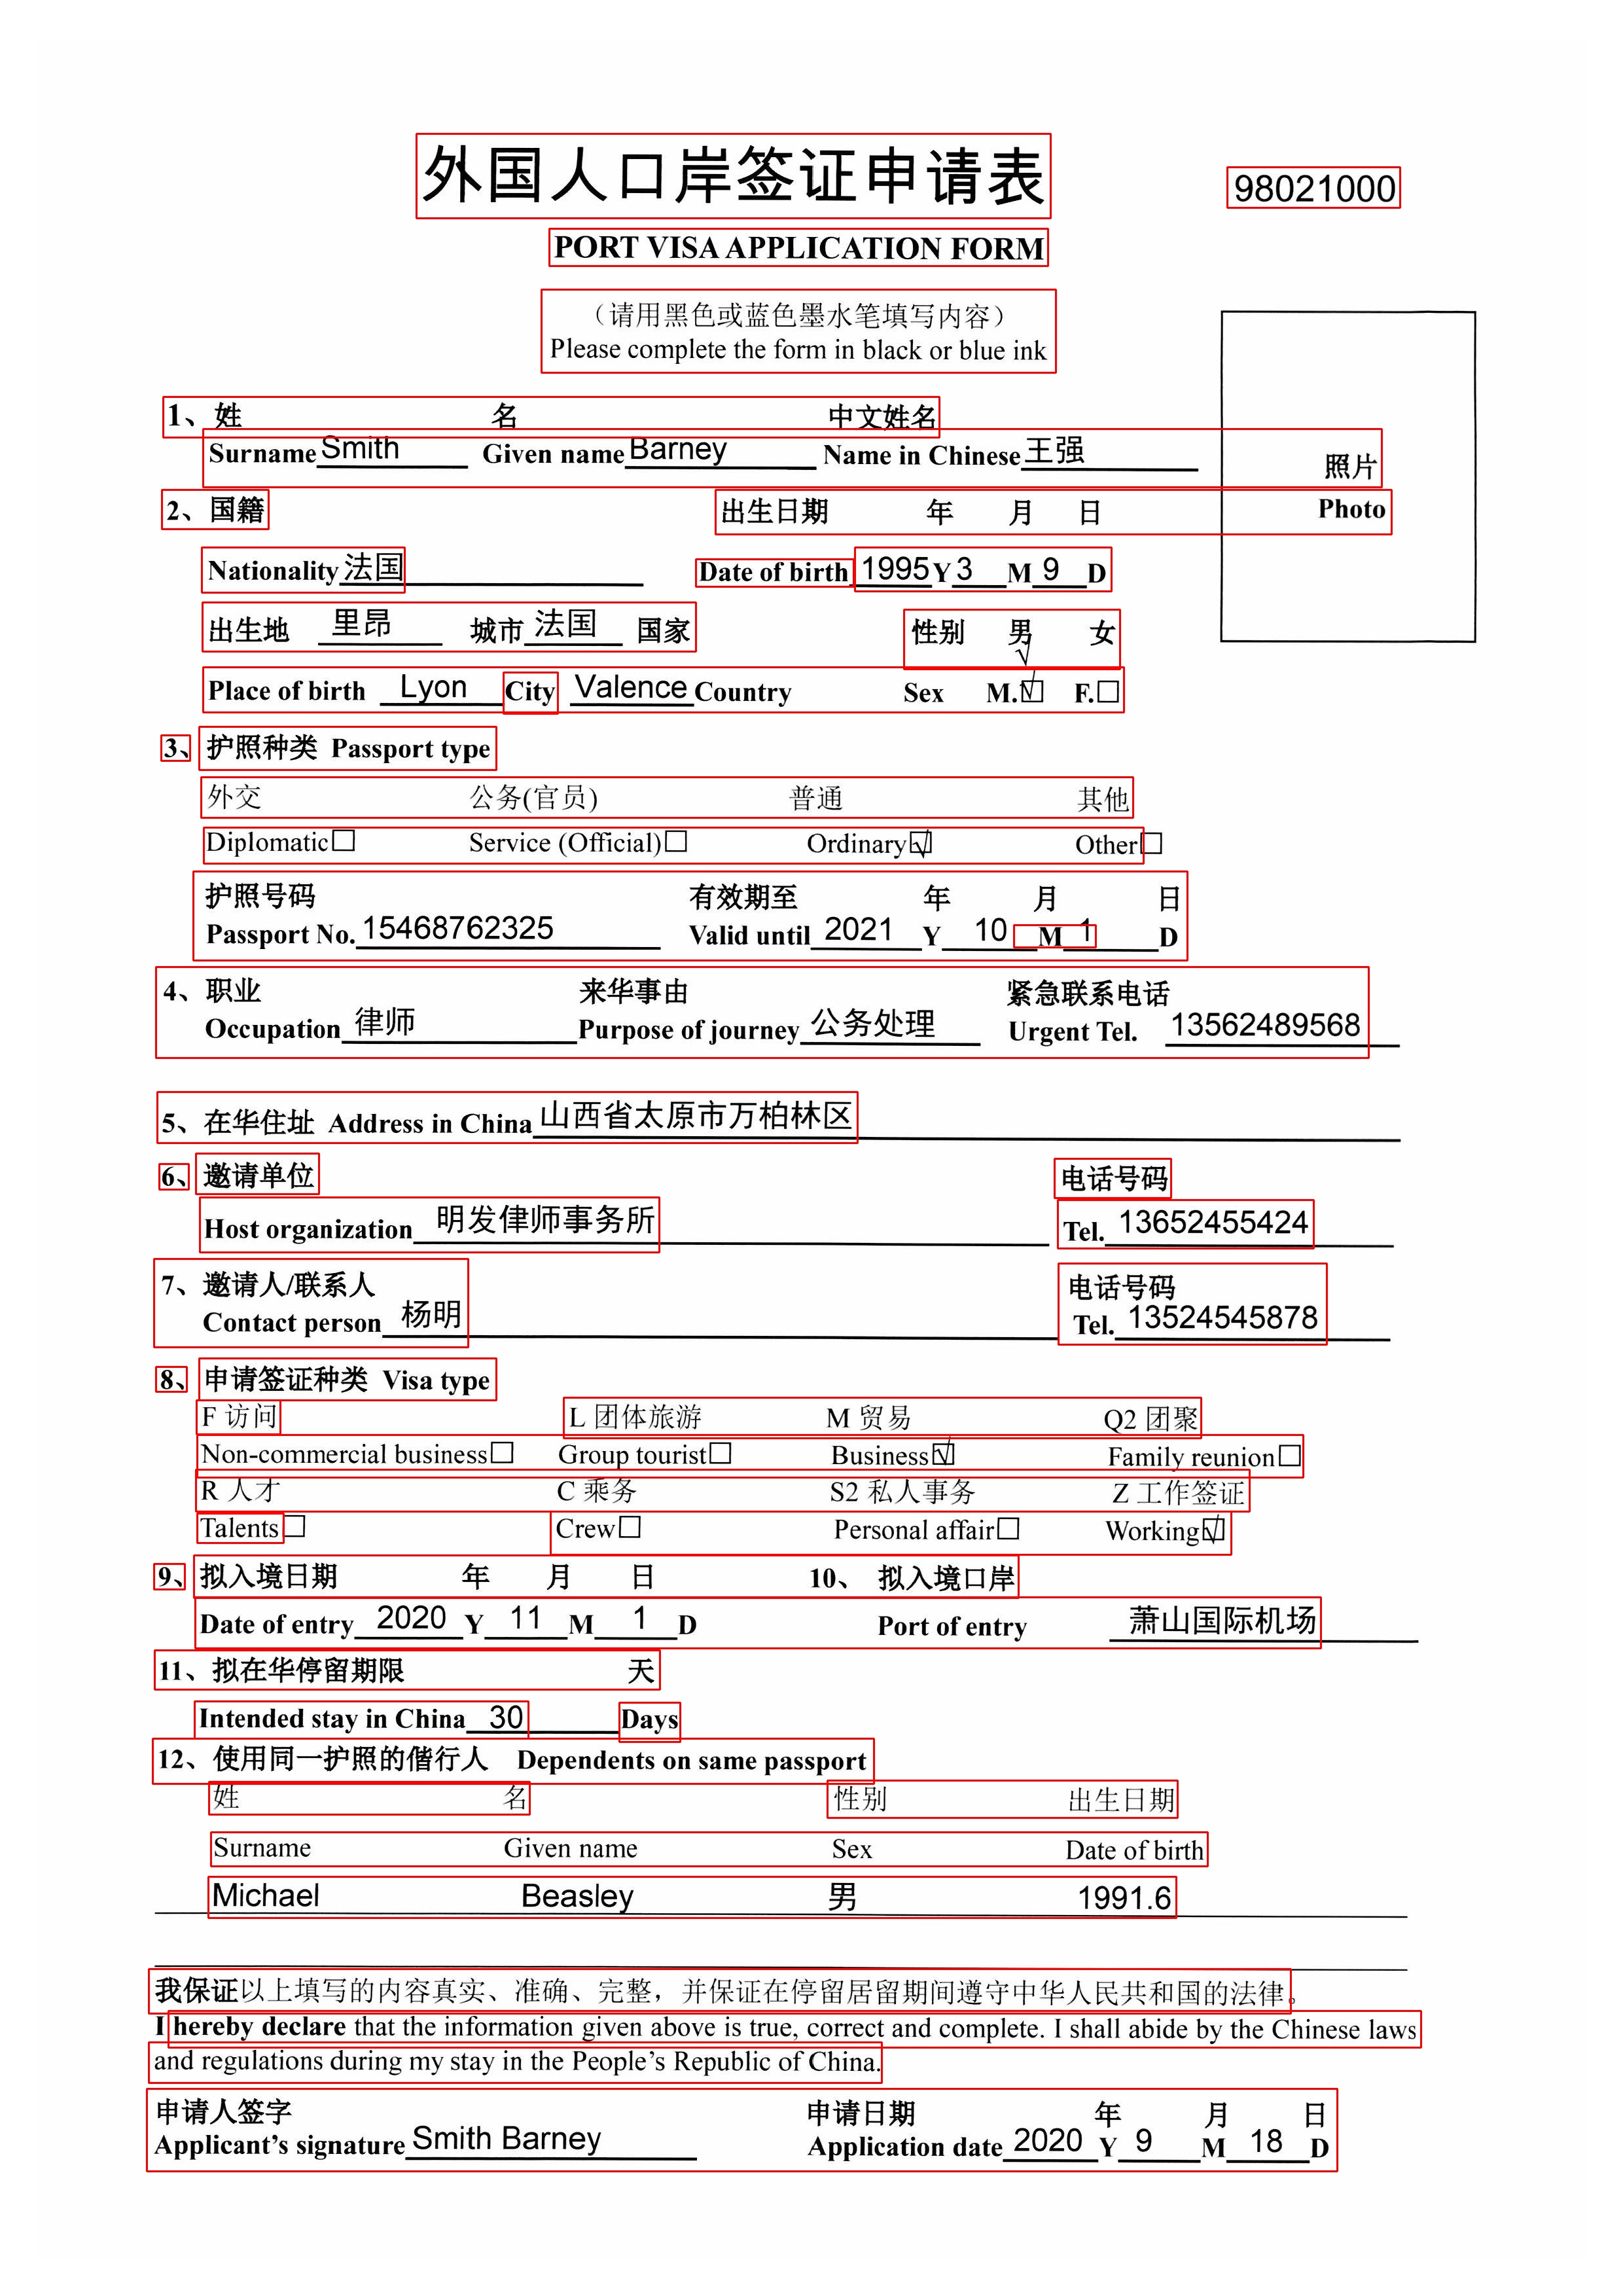 外国人口岸签证申请表
98021000
PORT VISA APPLICATION FORM
（请用黑色或蓝色墨水笔填写内容）
Please complete the form in black or blue ink
1、姓 名 中文姓名
Surname Smith Given name Barney Name in Chinese 王强
照片
2、国籍 出生日期 年 月 日
Photo
Nationality 法国 Date of birth 1995 Y 3 M 9 D
出生地 里昂 城市 法国 国家 性别 男 女
Place of birth Lyon City Valence Country Sex M.☑ F.□
3、护照种类 Passport type
外交 公务(官员) 普通 其他
Diplomatic□ Service (Official)□ Ordinary☑ Other□
护照号码 有效期至 年 月 日
Passport No. 15468762325 Valid until 2021 Y 10 M 1 D
4、职业 来华事由 紧急联系电话
Occupation 律师 Purpose of journey 公务处理 Urgent Tel. 13562489568
5、在华住址 Address in China 山西省太原市万柏林区
6、邀请单位 电话号码
Host organization 明发律师事务所 Tel. 13652455424
7、邀请人/联系人 电话号码
Contact person 杨明 Tel. 13524545878
8、申请签证种类 Visa type
F 访问 L 团体旅游 M 贸易 Q2 团聚
Non-commercial business□ Group tourist□ Business☑ Family reunion□
R 人才 C 乘务 S2 私人事务 Z 工作签证
Talents□ Crew□ Personal affair□ Working☑
9、拟入境日期 年 月 日 10、 拟入境口岸
Date of entry 2020 Y 11 M 1 D Port of entry 萧山国际机场
11、拟在华停留期限 天
Intended stay in China 30 Days
12、使用同一护照的偕行人 Dependents on same passport
姓 名 性别 出生日期
Surname Given name Sex Date of birth
Michael Beasley 男 1991.6
我保证以上填写的内容真实、准确、完整，并保证在停留居留期间遵守中华人民共和国的法律。
I hereby declare that the information given above is true, correct and complete. I shall abide by the Chinese laws
and regulations during my stay in the People’s Republic of China.
申请人签字 申请日期 年 月 日
Applicant’s signature Smith Barney Application date 2020 Y 9 M 18 D